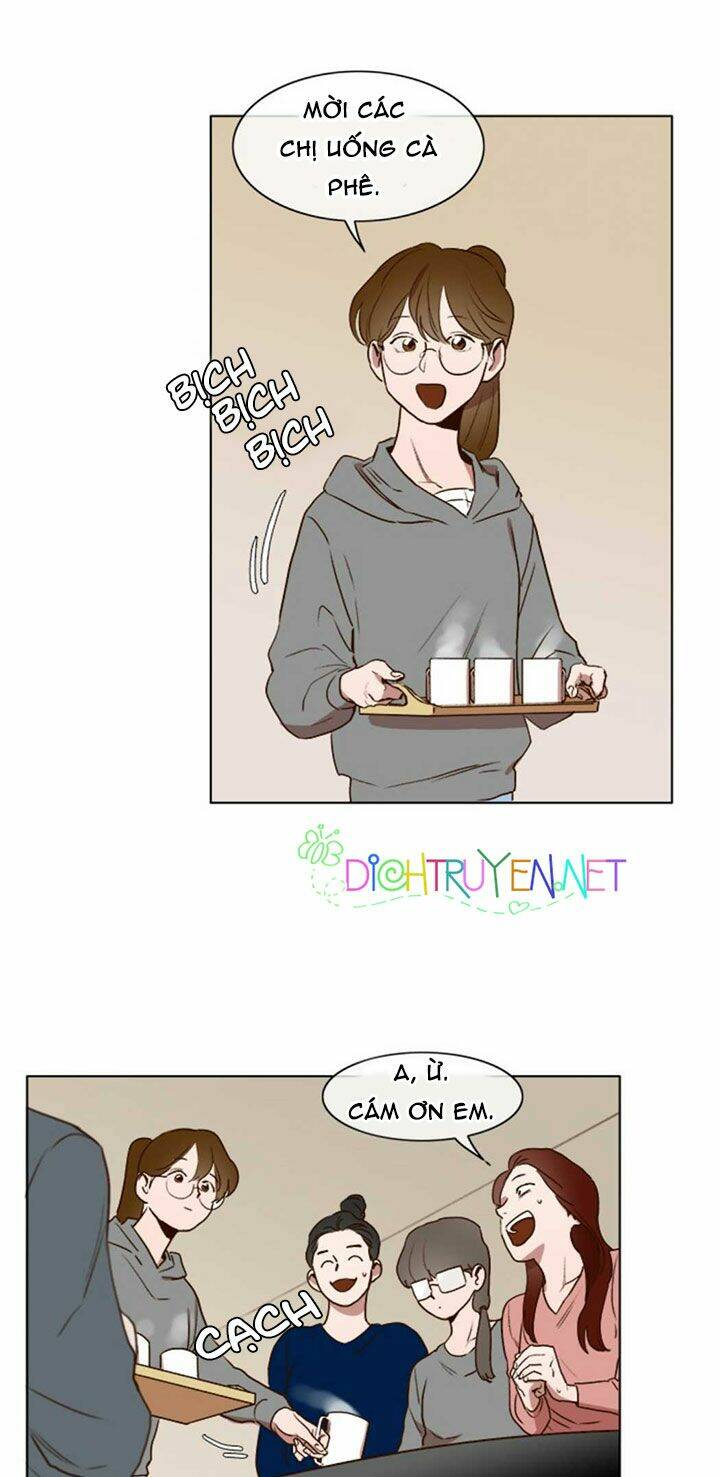 MỜI CÁC
CHỊ UỐNG CÀ
PHÊ.
BỊCH
BỊCH
BỊCH
DICHTRUYEN.NET
A, Ừ.
CÁM ƠN EM.
CẠCH